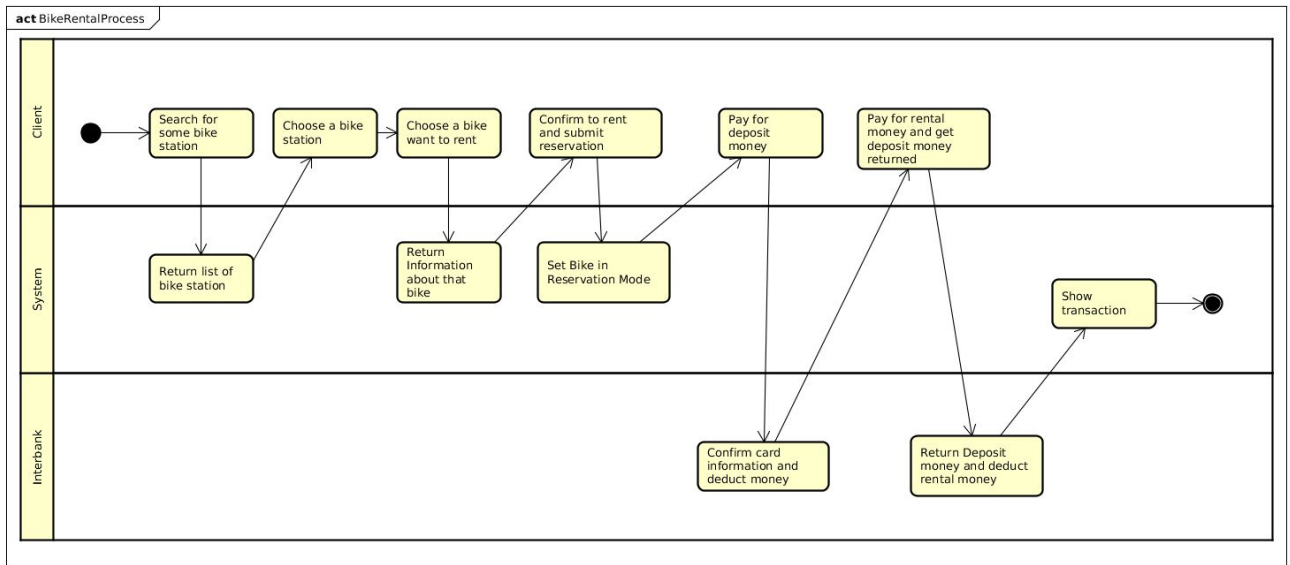 act BikeRentalProcess
Client
Search for
some bike
station
Choose a bike
station
Choose a bike
want to rent
Confirm to rent
and submit
reservation
Pay for
deposit
money
Pay for rental
money and get
deposit money
returned
System
Return list of
bike station
Return
Information
about that
bike
Set Bike in
Reservation Mode
Show
transaction
Interbank
Confirm card
information and
deduct money
Return Deposit
money and deduct
rental money